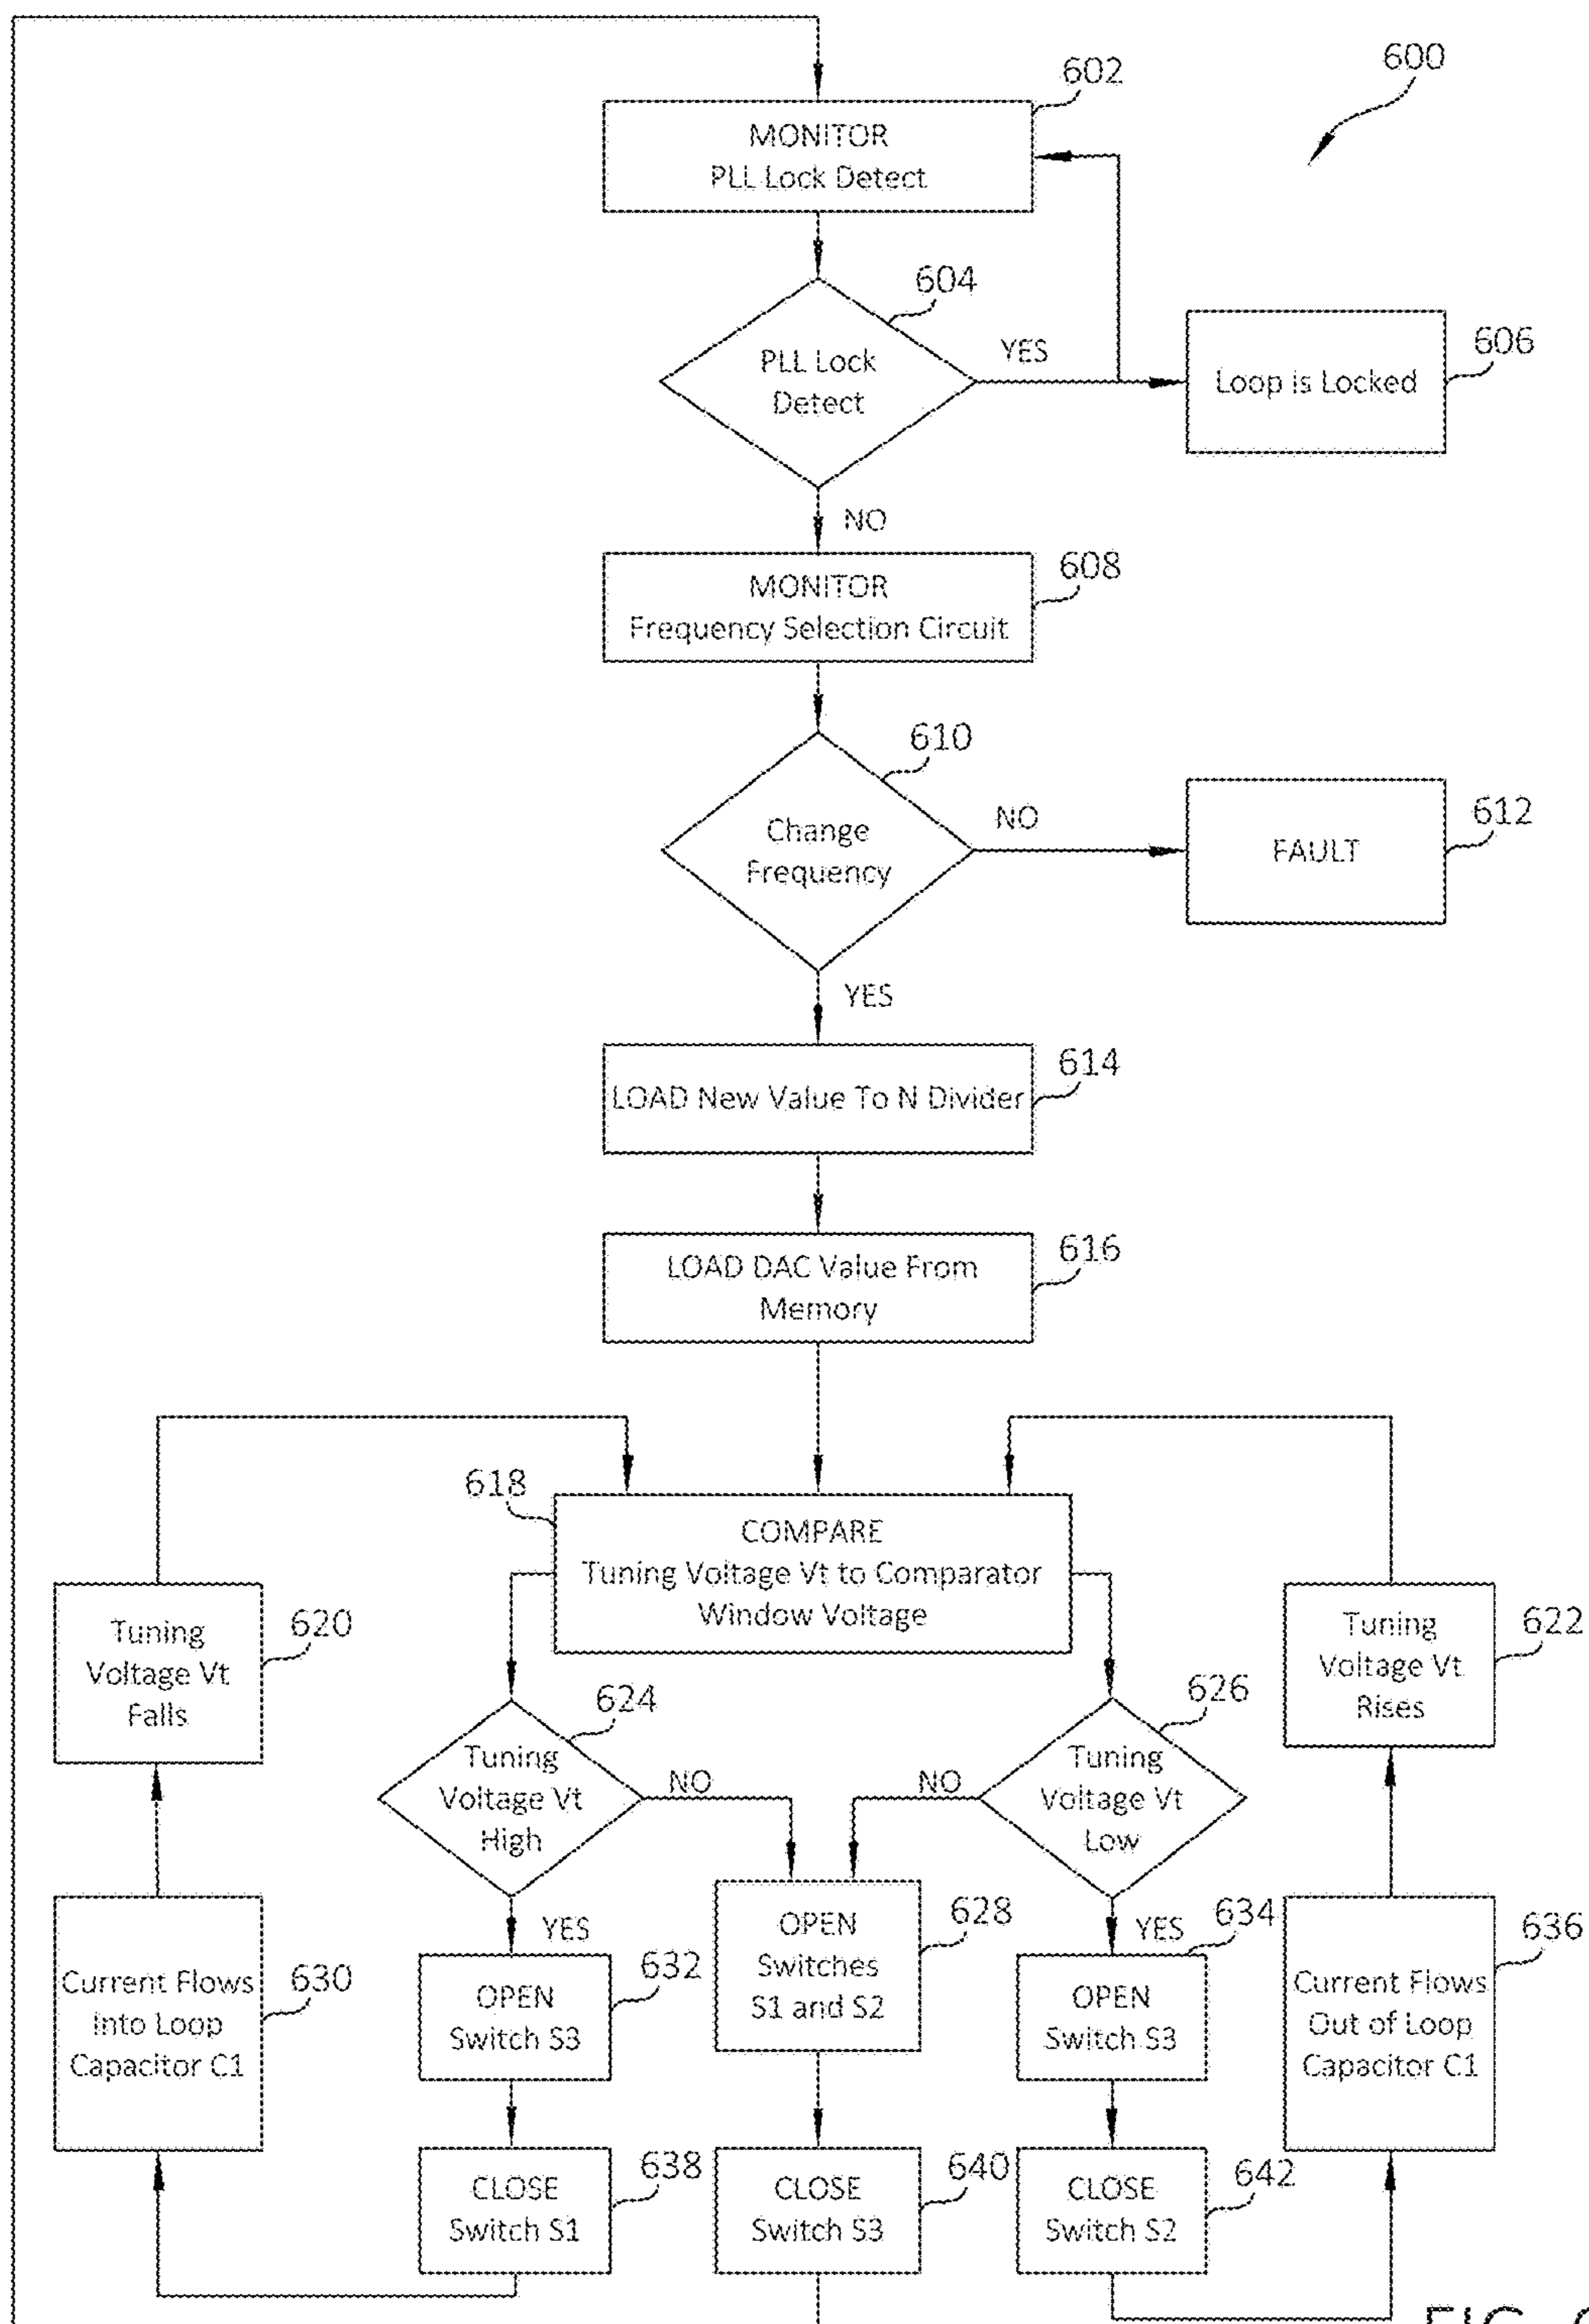 600
602
MONITOR
PLL Lock Detect
604
PLL Lock
Detect
YES
606
Loop is Locked
NO
608
MONITOR
Frequency Selection Circuit
610
Change
Frequency
NO
612
FAULT
YES
614
LOAD New Value To N Divider
616
LOAD DAC Value From
Memory
618
COMPARE
Tuning Voltage Vt to Comparator
Window Voltage
620
Tuning
Voltage Vt
Falls
622
Tuning
Voltage Vt
Rises
624
Tuning
Voltage Vt
High
NO
626
Tuning
Voltage Vt
Low
NO
628
OPEN
Switches
S1 and S2
630
Current Flows
Into Loop
Capacitor C1
YES
632
OPEN
Switch S3
YES
634
OPEN
Switch S3
636
Current Flows
Out of Loop
Capacitor C1
638
CLOSE
Switch S1
640
CLOSE
Switch S3
642
CLOSE
Switch S2
FIG.